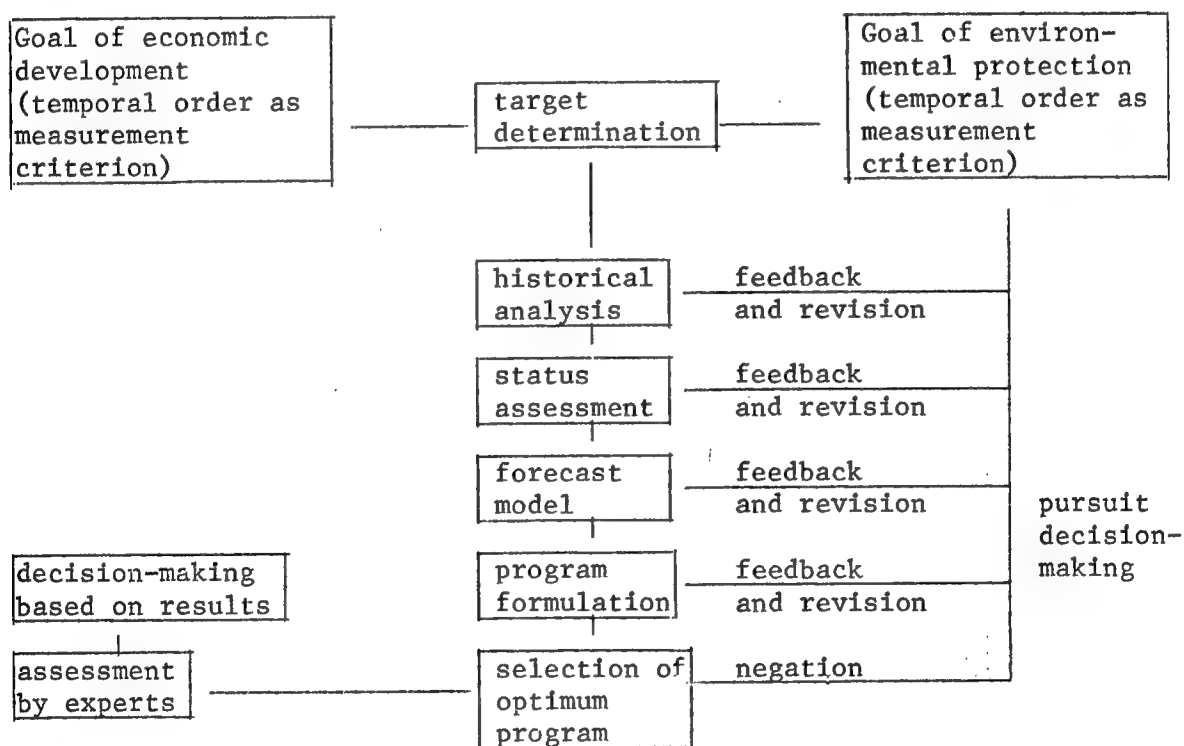 Goal of economic
development
(temporal order as
measurement
criterion)
target
determination
Goal of environ-
mental protection
(temporal order as
measurement
criterion)
historical
analysis
feedback
and revision
status
assessment
feedback
and revision
forecast
model
feedback
and revision
pursuit
decision-
making
decision-making
based on results
program
formulation
feedback
and revision
assessment
by experts
selection of
optimum
program
negation